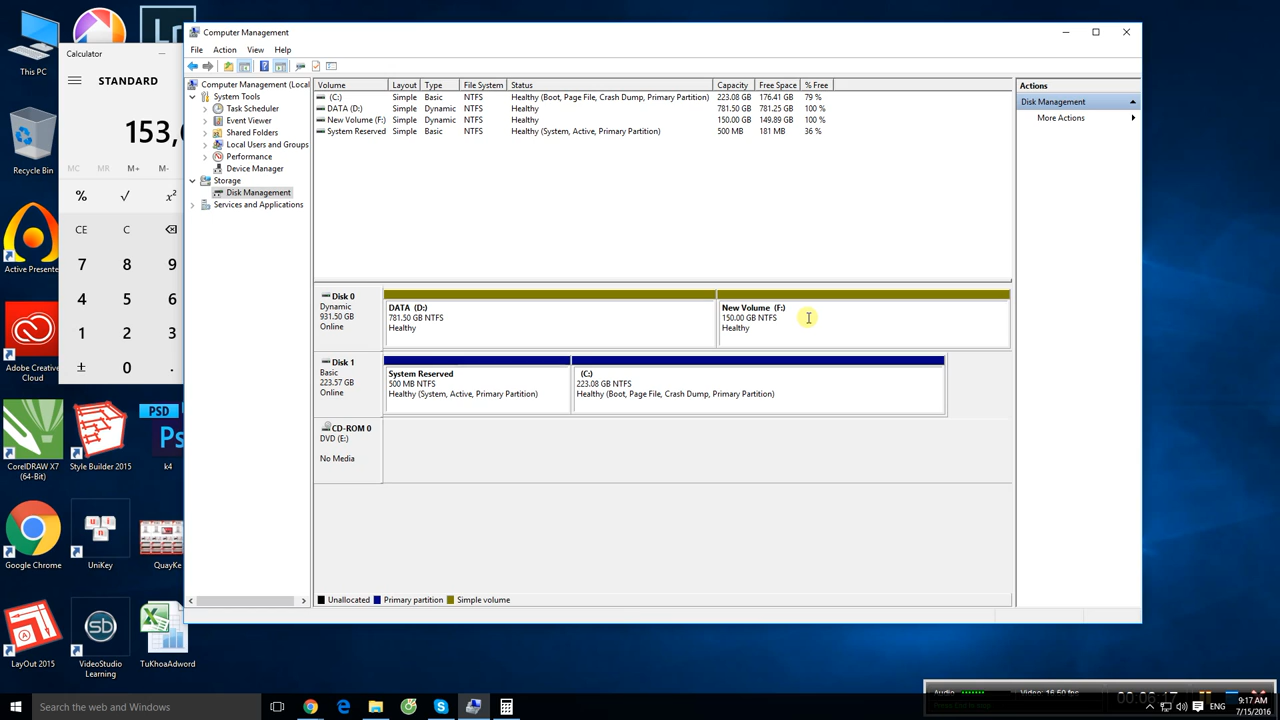 This PC
Recycle Bin
Active Presente
Adobe Creative
Cloud
CorelDRAW X7
(64-Bit)
Style Builder 2015
PSD
Ps
k4
Google Chrome
UniKey
QuayKe
LayOut 2015
VideoStudio
Learning
TuKhoaAdword
Lr
Calculator
STANDARD
153,
MC MR M+ M-
% √ x²
CE C
7 8 9
4 5 6
1 2 3
± 0 .
Computer Management
File Action View Help
Computer Management (Local
System Tools
Task Scheduler
Event Viewer
Shared Folders
Local Users and Groups
Performance
Device Manager
Storage
Disk Management
Services and Applications
Volume Layout Type File System Status Capacity Free Space % Free
(C:) Simple Basic NTFS Healthy (Boot, Page File, Crash Dump, Primary Partition) 223.08 GB 176.41 GB 79 %
DATA (D:) Simple Dynamic NTFS Healthy 781.50 GB 781.25 GB 100 %
New Volume (F:) Simple Dynamic NTFS Healthy 150.00 GB 149.89 GB 100 %
System Reserved Simple Basic NTFS Healthy (System, Active, Primary Partition) 500 MB 181 MB 36 %
Disk 0
Dynamic
931.50 GB
Online
DATA (D:)
781.50 GB NTFS
Healthy
New Volume (F:)
150.00 GB NTFS
Healthy
Disk 1
Basic
223.57 GB
Online
System Reserved
500 MB NTFS
Healthy (System, Active, Primary Partition)
(C:)
223.08 GB NTFS
Healthy (Boot, Page File, Crash Dump, Primary Partition)
CD-ROM 0
DVD (E:)
No Media
Unallocated Primary partition Simple volume
Actions
Disk Management
More Actions
Search the web and Windows
ENG
9:17 AM
7/15/2016